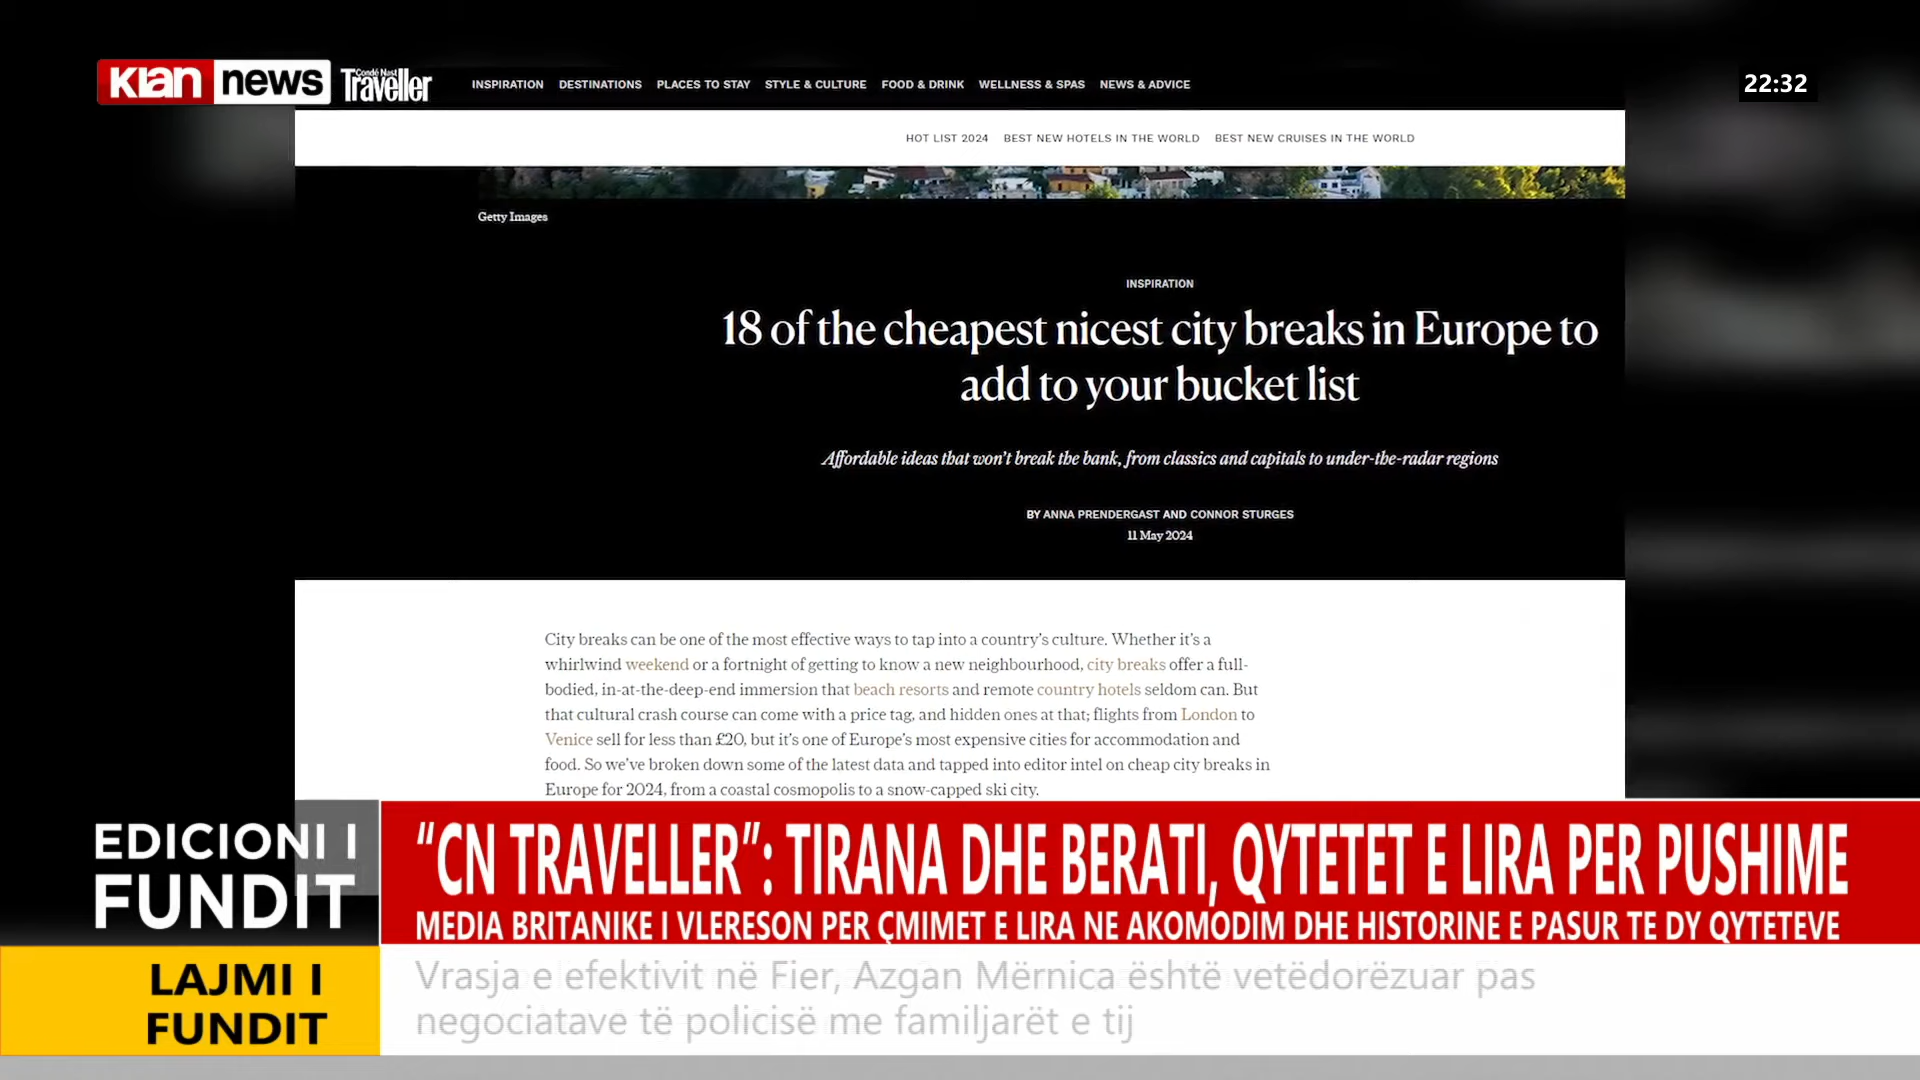 Klan news
Condé Nast
Traveller
INSPIRATION DESTINATIONS PLACES TO STAY STYLE & CULTURE FOOD & DRINK WELLNESS & SPAS NEWS & ADVICE
22:32
HOT LIST 2024 BEST NEW HOTELS IN THE WORLD BEST NEW CRUISES IN THE WORLD
Getty Images
INSPIRATION
18 of the cheapest nicest city breaks in Europe to
add to your bucket list
Affordable ideas that won't break the bank, from classics and capitals to under-the-radar regions
BY ANNA PRENDERGAST AND CONNOR STURGES
11 May 2024
City breaks can be one of the most effective ways to tap into a country's culture. Whether it's a
whirlwind weekend or a fortnight of getting to know a new neighbourhood, city breaks offer a full-
bodied, in-at-the-deep-end immersion that beach resorts and remote country hotels seldom can. But
that cultural crash course can come with a price tag, and hidden ones at that; flights from London to
Venice sell for less than £20, but it's one of Europe's most expensive cities for accommodation and
food. So we've broken down some of the latest data and tapped into editor intel on cheap city breaks in
Europe for 2024, from a coastal cosmopolis to a snow-capped ski city.
EDICIONI I
FUNDIT
“CN TRAVELLER”: TIRANA DHE BERATI, QYTETET E LIRA PER PUSHIME
MEDIA BRITANIKE I VLERESON PER ÇMIMET E LIRA NE AKOMODIM DHE HISTORINE E PASUR TE DY QYTETEVE
LAJMI I
FUNDIT
Vrasja e efektivit në Fier, Azgan Mërnica është vetëdorëzuar pas
negociatave të policisë me familjarët e tij